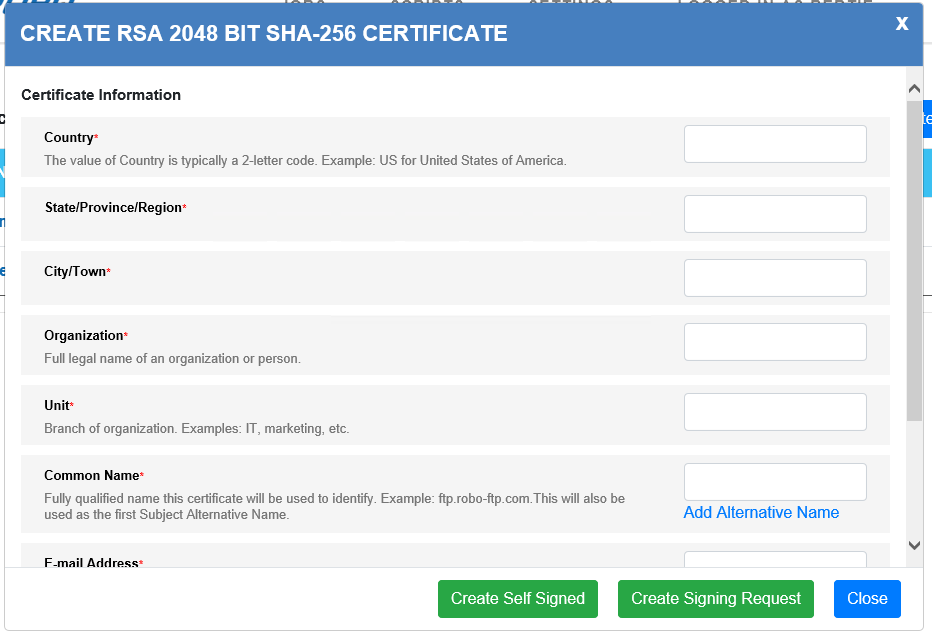 CREATE RSA 2048 BIT SHA-256 CERTIFICATE
X
Certificate Information
Country*
The value of Country is typically a 2-letter code. Example: US for United States of America.
State/Province/Region*
City/Town*
Organization*
Full legal name of an organization or person.
Unit*
Branch of organization. Examples: IT, marketing, etc.
Common Name*
Fully qualified name this certificate will be used to identify. Example: ftp.robo-ftp.com.This will also be
used as the first Subject Alternative Name.
Add Alternative Name
E-mail Address*
Create Self Signed
Create Signing Request
Close